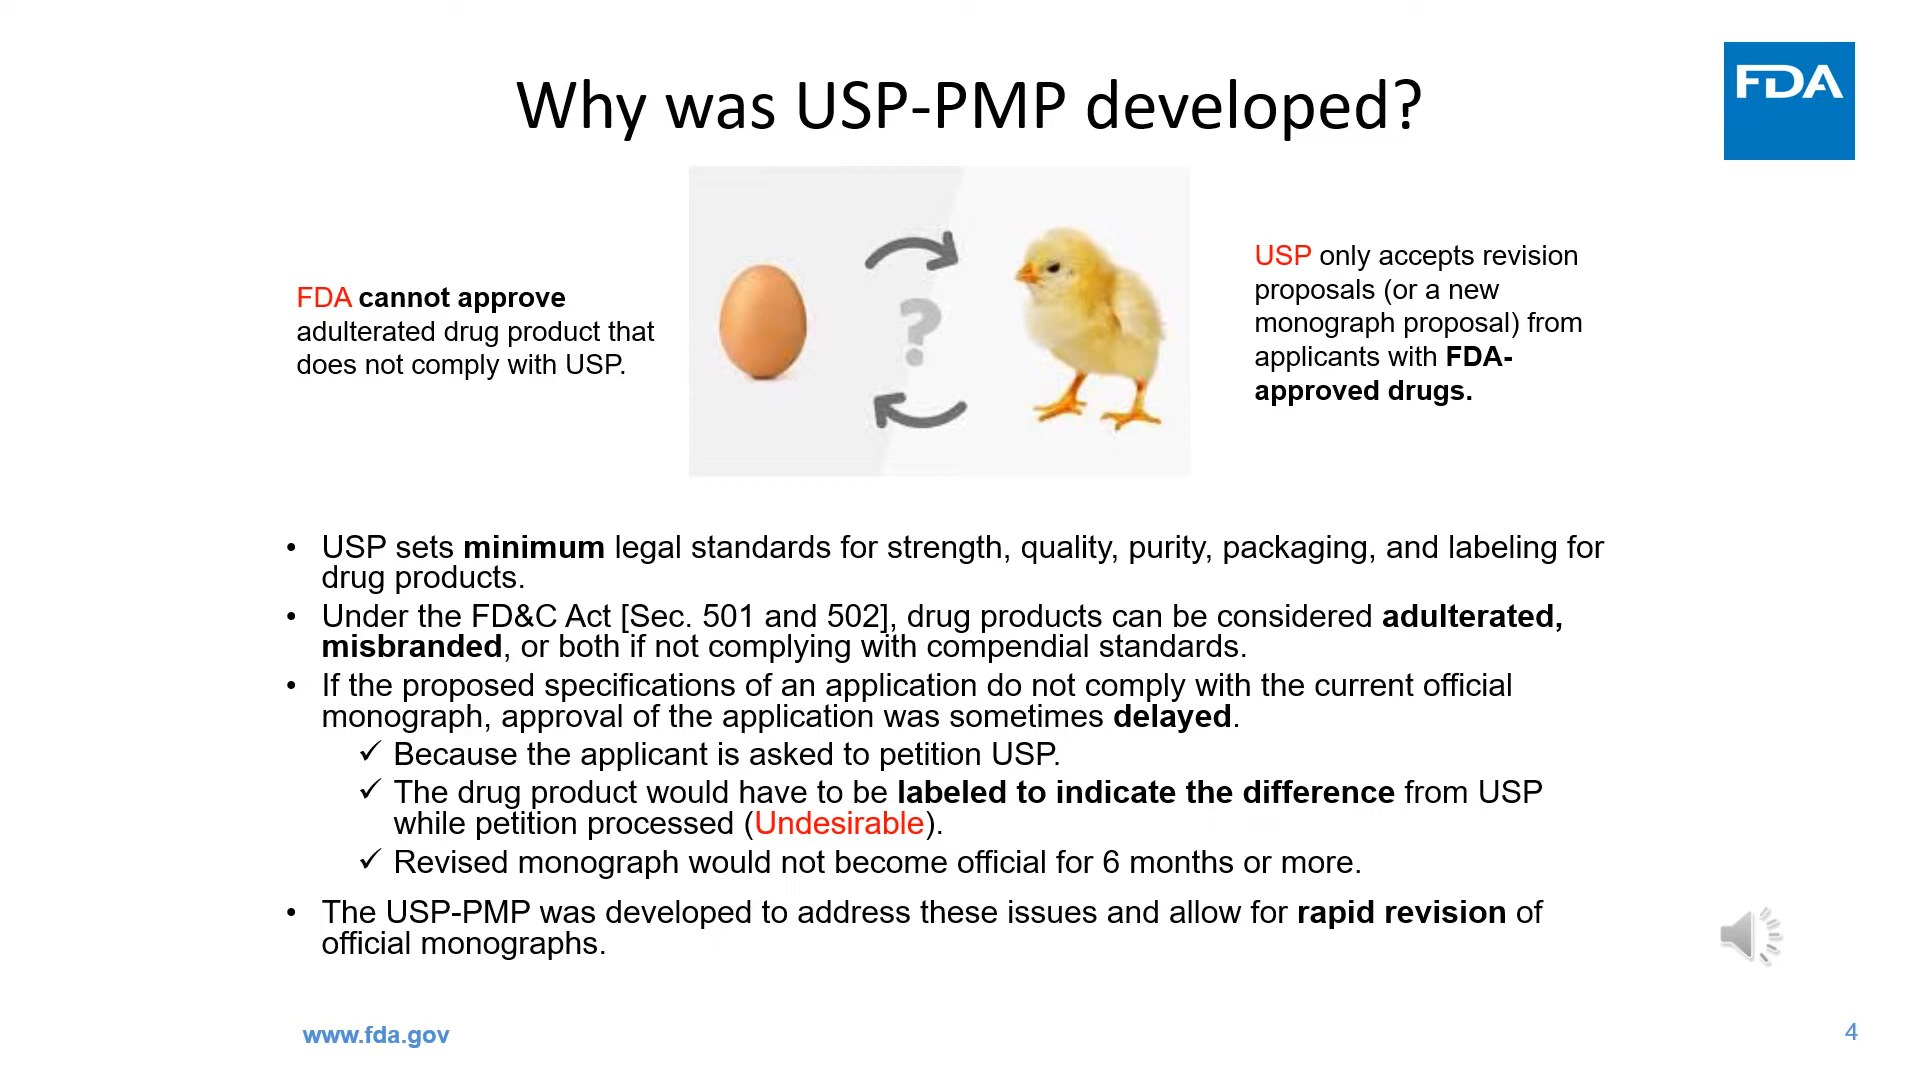 Why was USP-PMP developed?
FDA
FDA cannot approve
adulterated drug product that
does not comply with USP.
?
USP only accepts revision
proposals (or a new
monograph proposal) from
applicants with FDA-
approved drugs.
• USP sets minimum legal standards for strength, quality, purity, packaging, and labeling for
drug products.
• Under the FD&C Act [Sec. 501 and 502], drug products can be considered adulterated,
misbranded, or both if not complying with compendial standards.
• If the proposed specifications of an application do not comply with the current official
monograph, approval of the application was sometimes delayed.
✓ Because the applicant is asked to petition USP.
✓ The drug product would have to be labeled to indicate the difference from USP
while petition processed (Undesirable).
✓ Revised monograph would not become official for 6 months or more.
• The USP-PMP was developed to address these issues and allow for rapid revision of
official monographs.
www.fda.gov
4